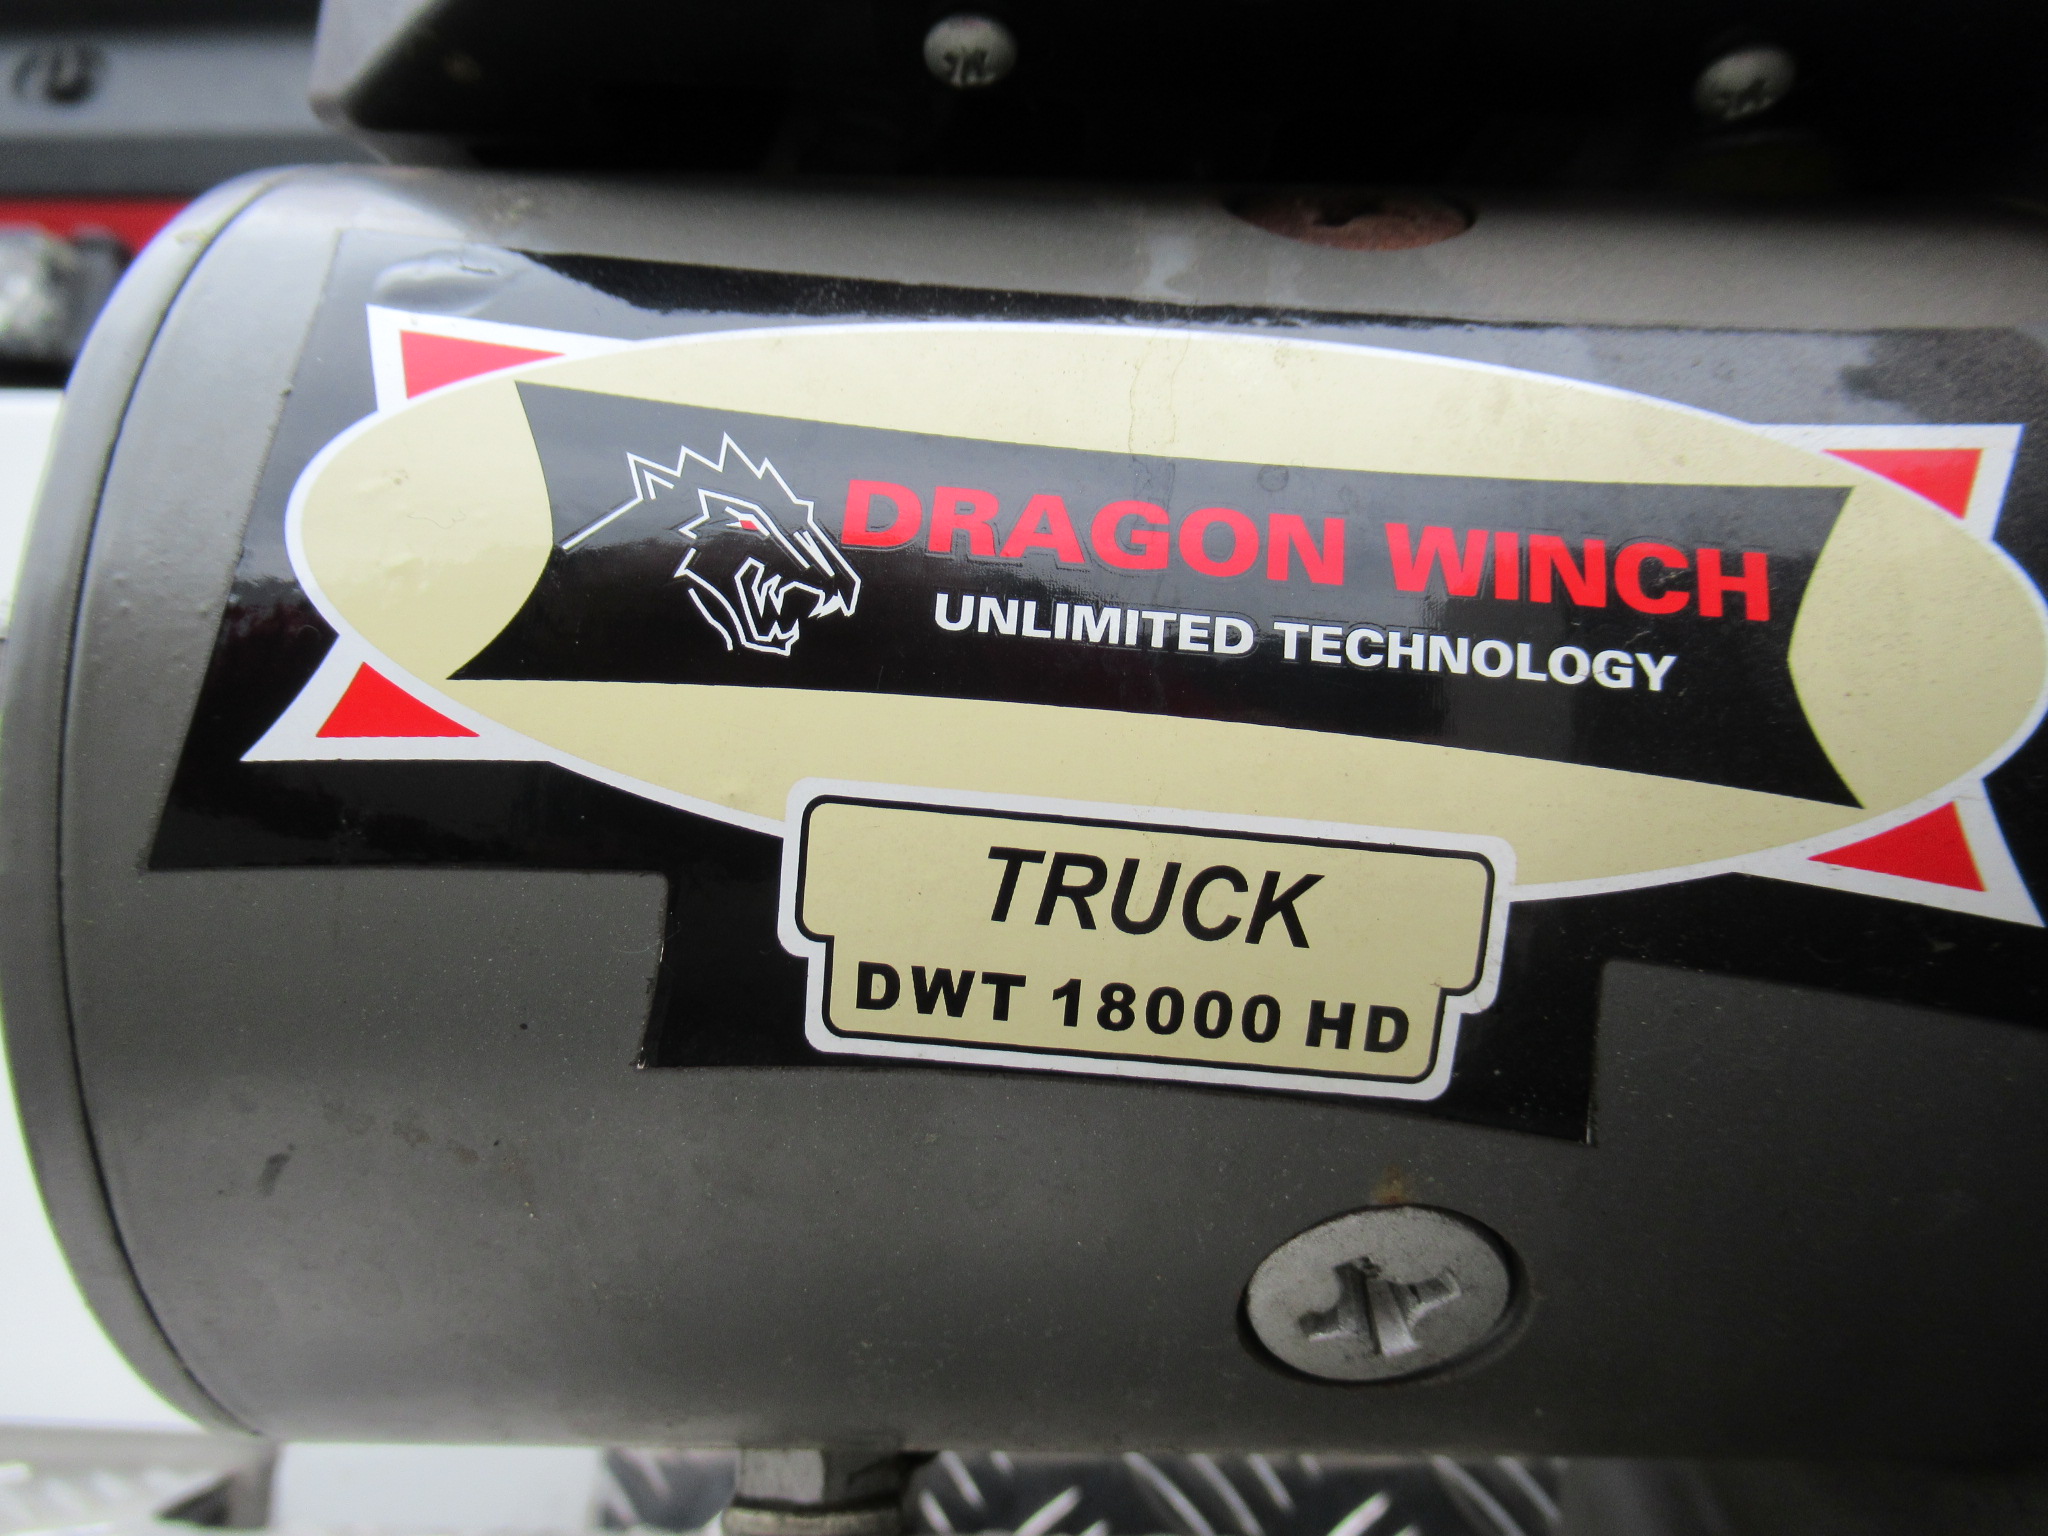 DRAGON WINCH
UNLIMITED TECHNOLOGY
TRUCK
DWT 18000 HD